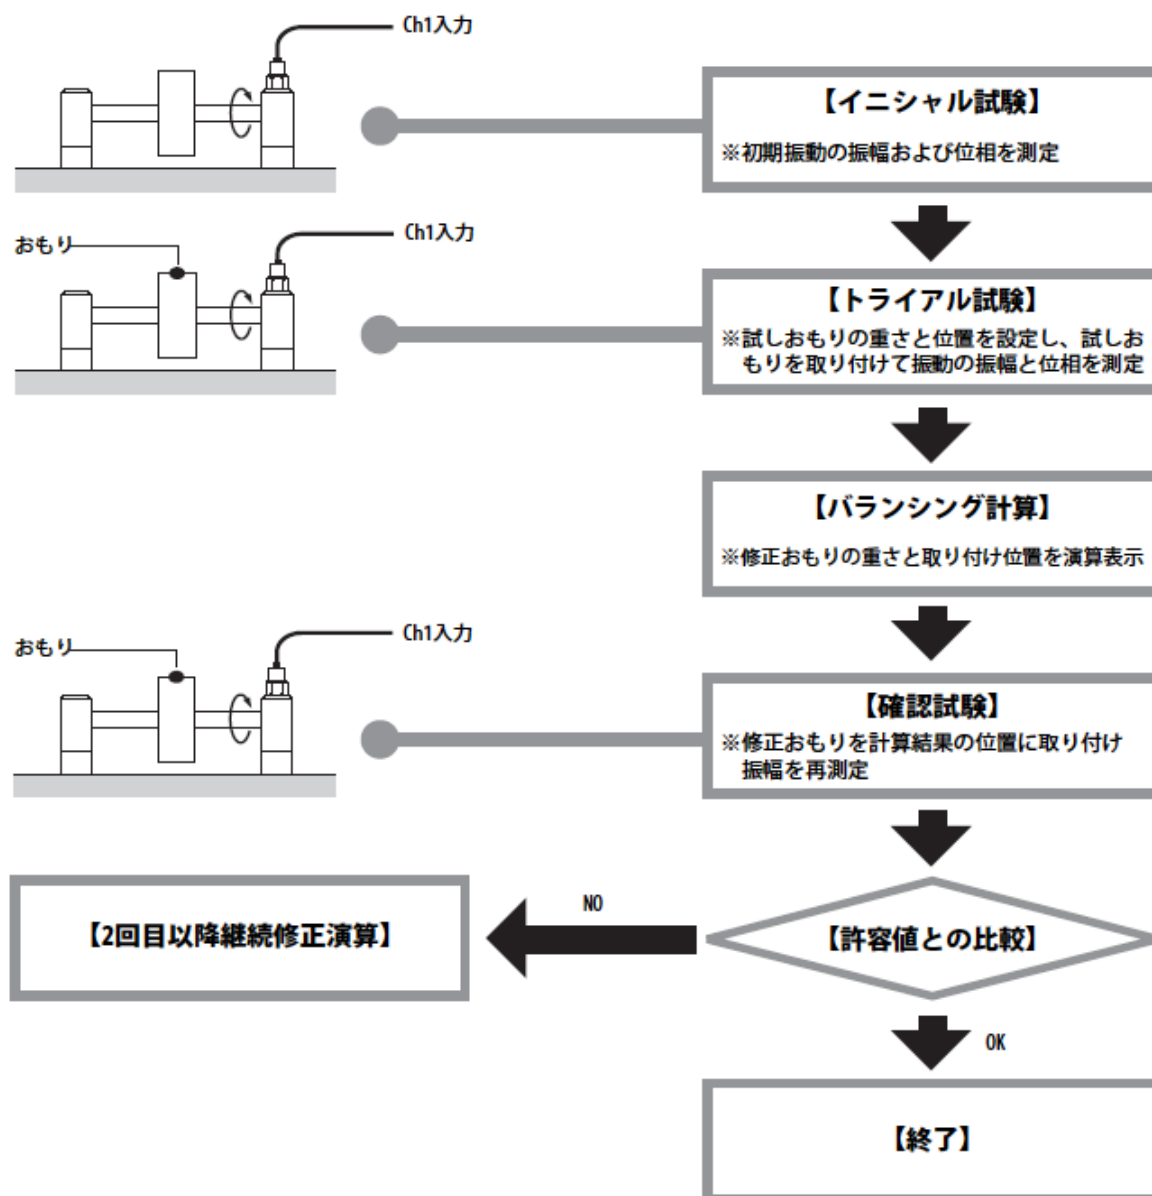 Ch1入力
【イニシャル試験】
※初期振動の振幅および位相を測定
おもり
Ch1入力
【トライアル試験】
※試しおもりの重さと位置を設定し、試しお
もりを取り付けて振動の振幅と位相を測定
【バランシング計算】
※修正おもりの重さと取り付け位置を演算表示
おもり
Ch1入力
【確認試験】
※修正おもりを計算結果の位置に取り付け
振幅を再測定
【許容値との比較】
NO
【2回目以降継続修正演算】
OK
【終了】